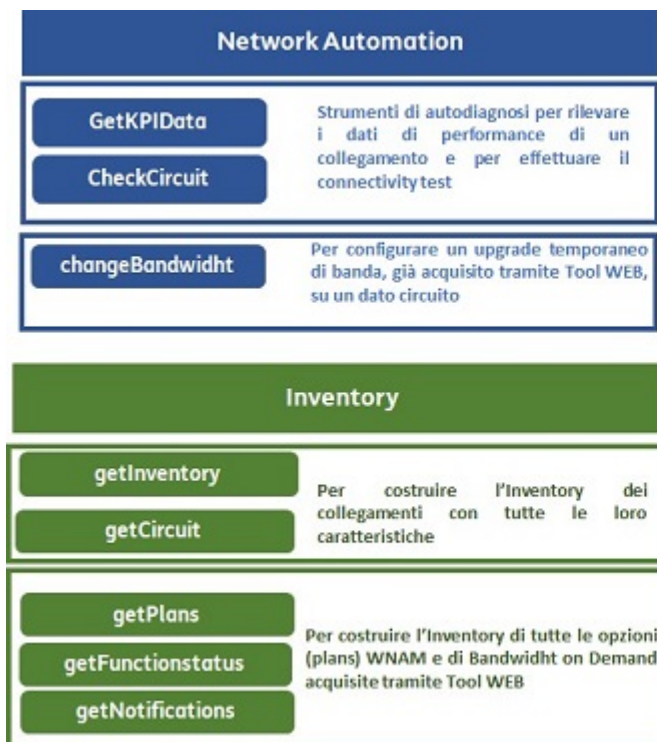 Network Automation
GetKPIData
CheckCircuit
Strumenti di autodiagnosi per rilevare
i dati di performance di un
collegamento e per effettuare il
connectivity test
changeBandwidht
Per configurare un upgrade temporaneo
di banda, già acquisito tramite Tool WEB,
su un dato circuito
Inventory
getInventory
getCircuit
Per costruire l'Inventory dei
collegamenti con tutte le loro
caratteristiche
getPlans
getFunctionstatus
getNotifications
Per costruire l'Inventory di tutte le opzioni
(plans) WNAM e di Bandwidht on Demand
acquisite tramite Tool WEB